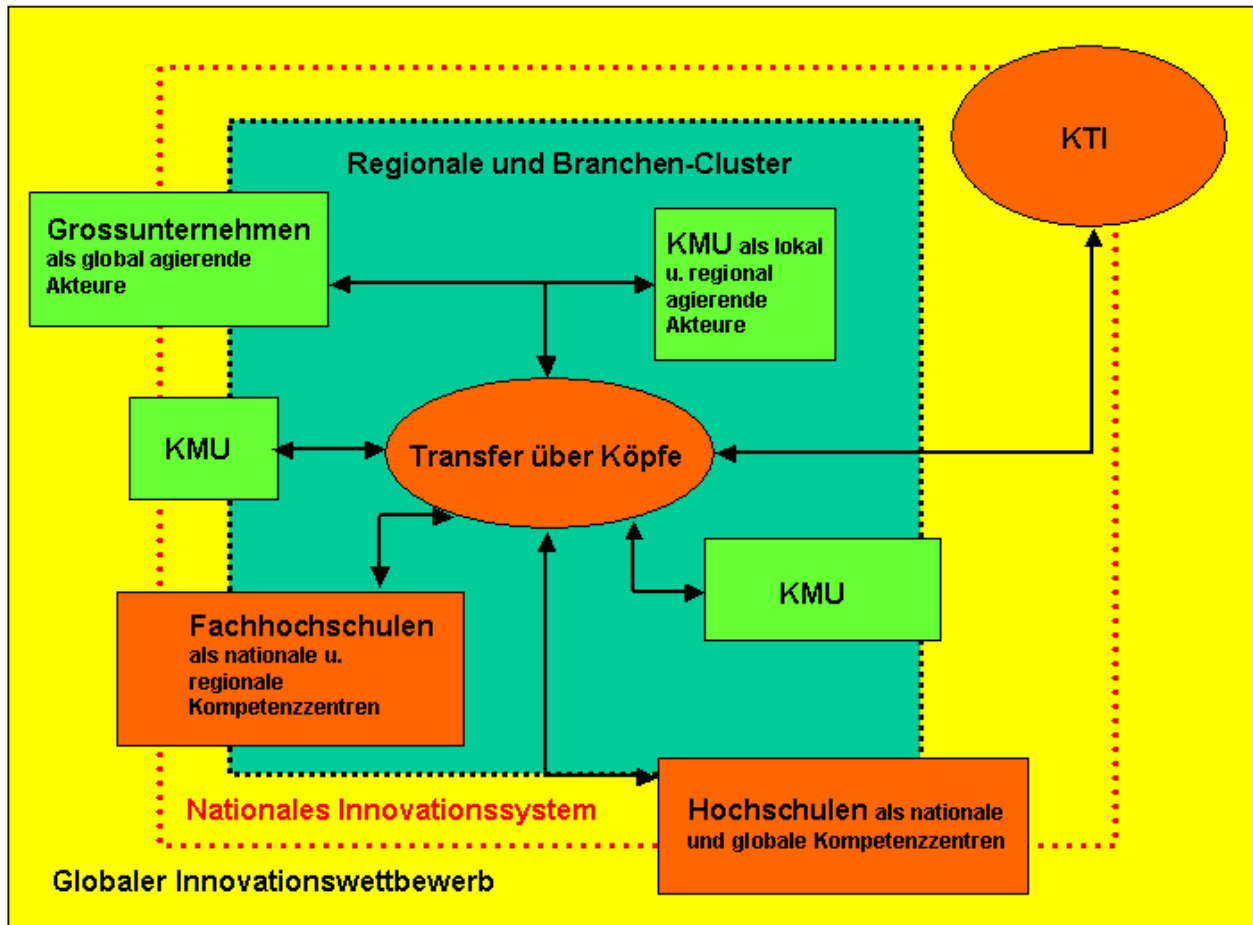 KTI
Regionale und Branchen-Cluster
Grossunternehmen
als global agierende
Akteure
KMU als lokal
u. regional
agierende
Akteure
KMU
Transfer über Köpfe
KMU
Fachhochschulen
als nationale u.
regionale
Kompetenzzentren
Nationales Innovationssystem
Hochschulen als nationale
und globale Kompetenzzentren
Globaler Innovationswettbewerb